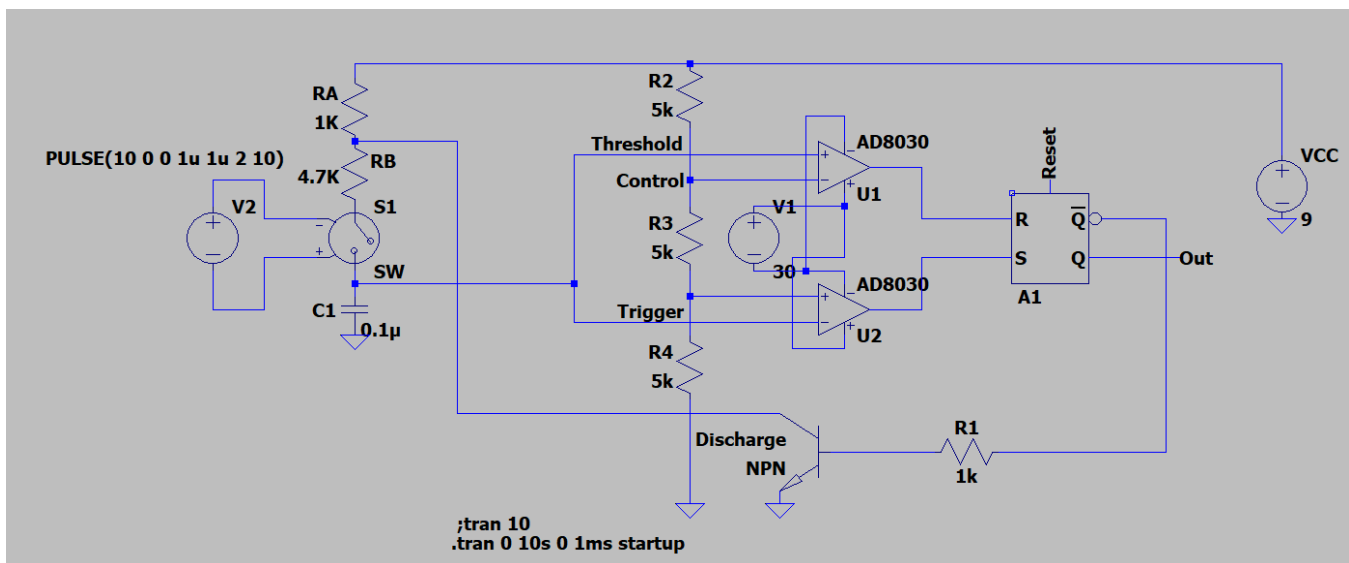 RA
1K
R2
5k
PULSE(10 0 0 1u 1u 2 10)
RB
4.7K
V2
S1
SW
C1
0.1µ
Threshold
Control
AD8030
U1
V1
30
R3
5k
AD8030
U2
Trigger
R4
5k
Reset
R
Q
S
Q
A1
Out
VCC
9
Discharge
NPN
R1
1k
;tran 10
.tran 0 10s 0 1ms startup